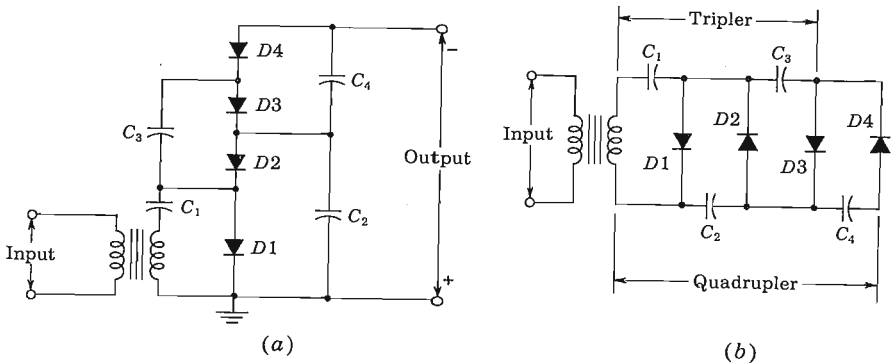 D4
−
D3
C4
C3
D2
Output
C1
C2
Input
D1
+
(a)
Tripler
C1
C3
Input
D2
D4
D1
D3
C2
C4
Quadrupler
(b)